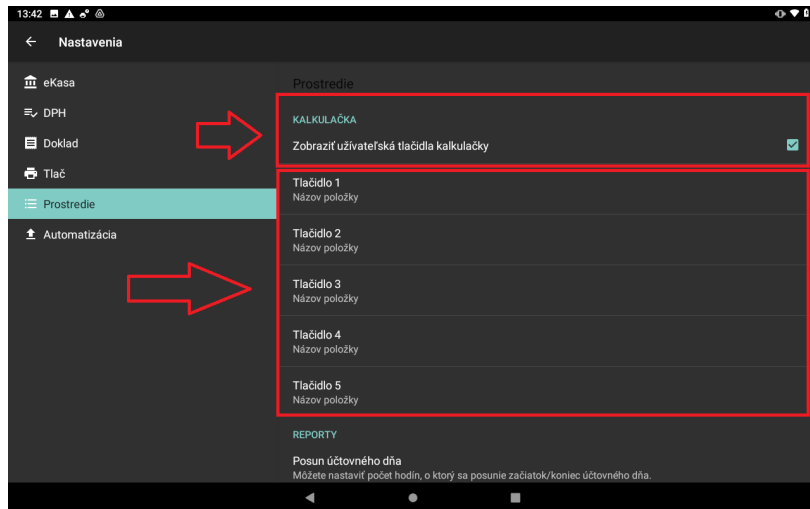 13:42
Nastavenia
eKasa
DPH
Doklad
Tlač
Prostredie
Automatizácia
Prostredie
KALKULAČKA
Zobraziť užívateľská tlačidla kalkulačky
Tlačidlo 1
Názov položky
Tlačidlo 2
Názov položky
Tlačidlo 3
Názov položky
Tlačidlo 4
Názov položky
Tlačidlo 5
Názov položky
REPORTY
Posun účtovného dňa
Môžete nastaviť počet hodín, o ktorý sa posunie začiatok/koniec účtovného dňa.